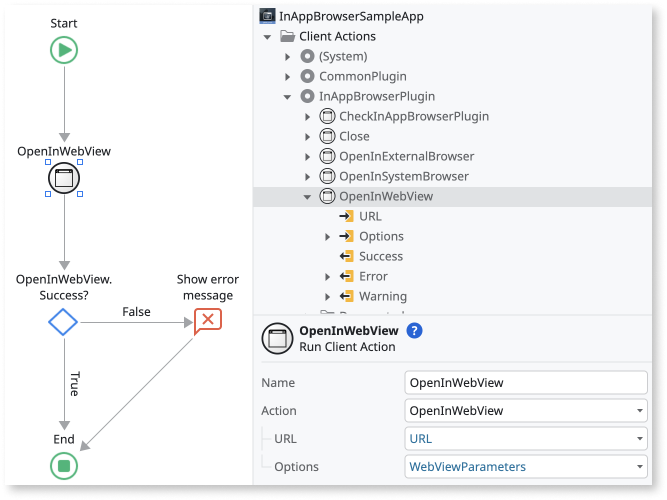 Start
OpenInWebView
OpenInWebView.
Success?
Show error
message
False
True
End
InAppBrowserSampleApp
Client Actions
(System)
CommonPlugin
InAppBrowserPlugin
CheckInAppBrowserPlugin
Close
OpenInExternalBrowser
OpenInSystemBrowser
OpenInWebView
URL
Options
Success
Error
Warning
OpenInWebView ?
Run Client Action
Name OpenInWebView
Action OpenInWebView
URL URL
Options WebViewParameters